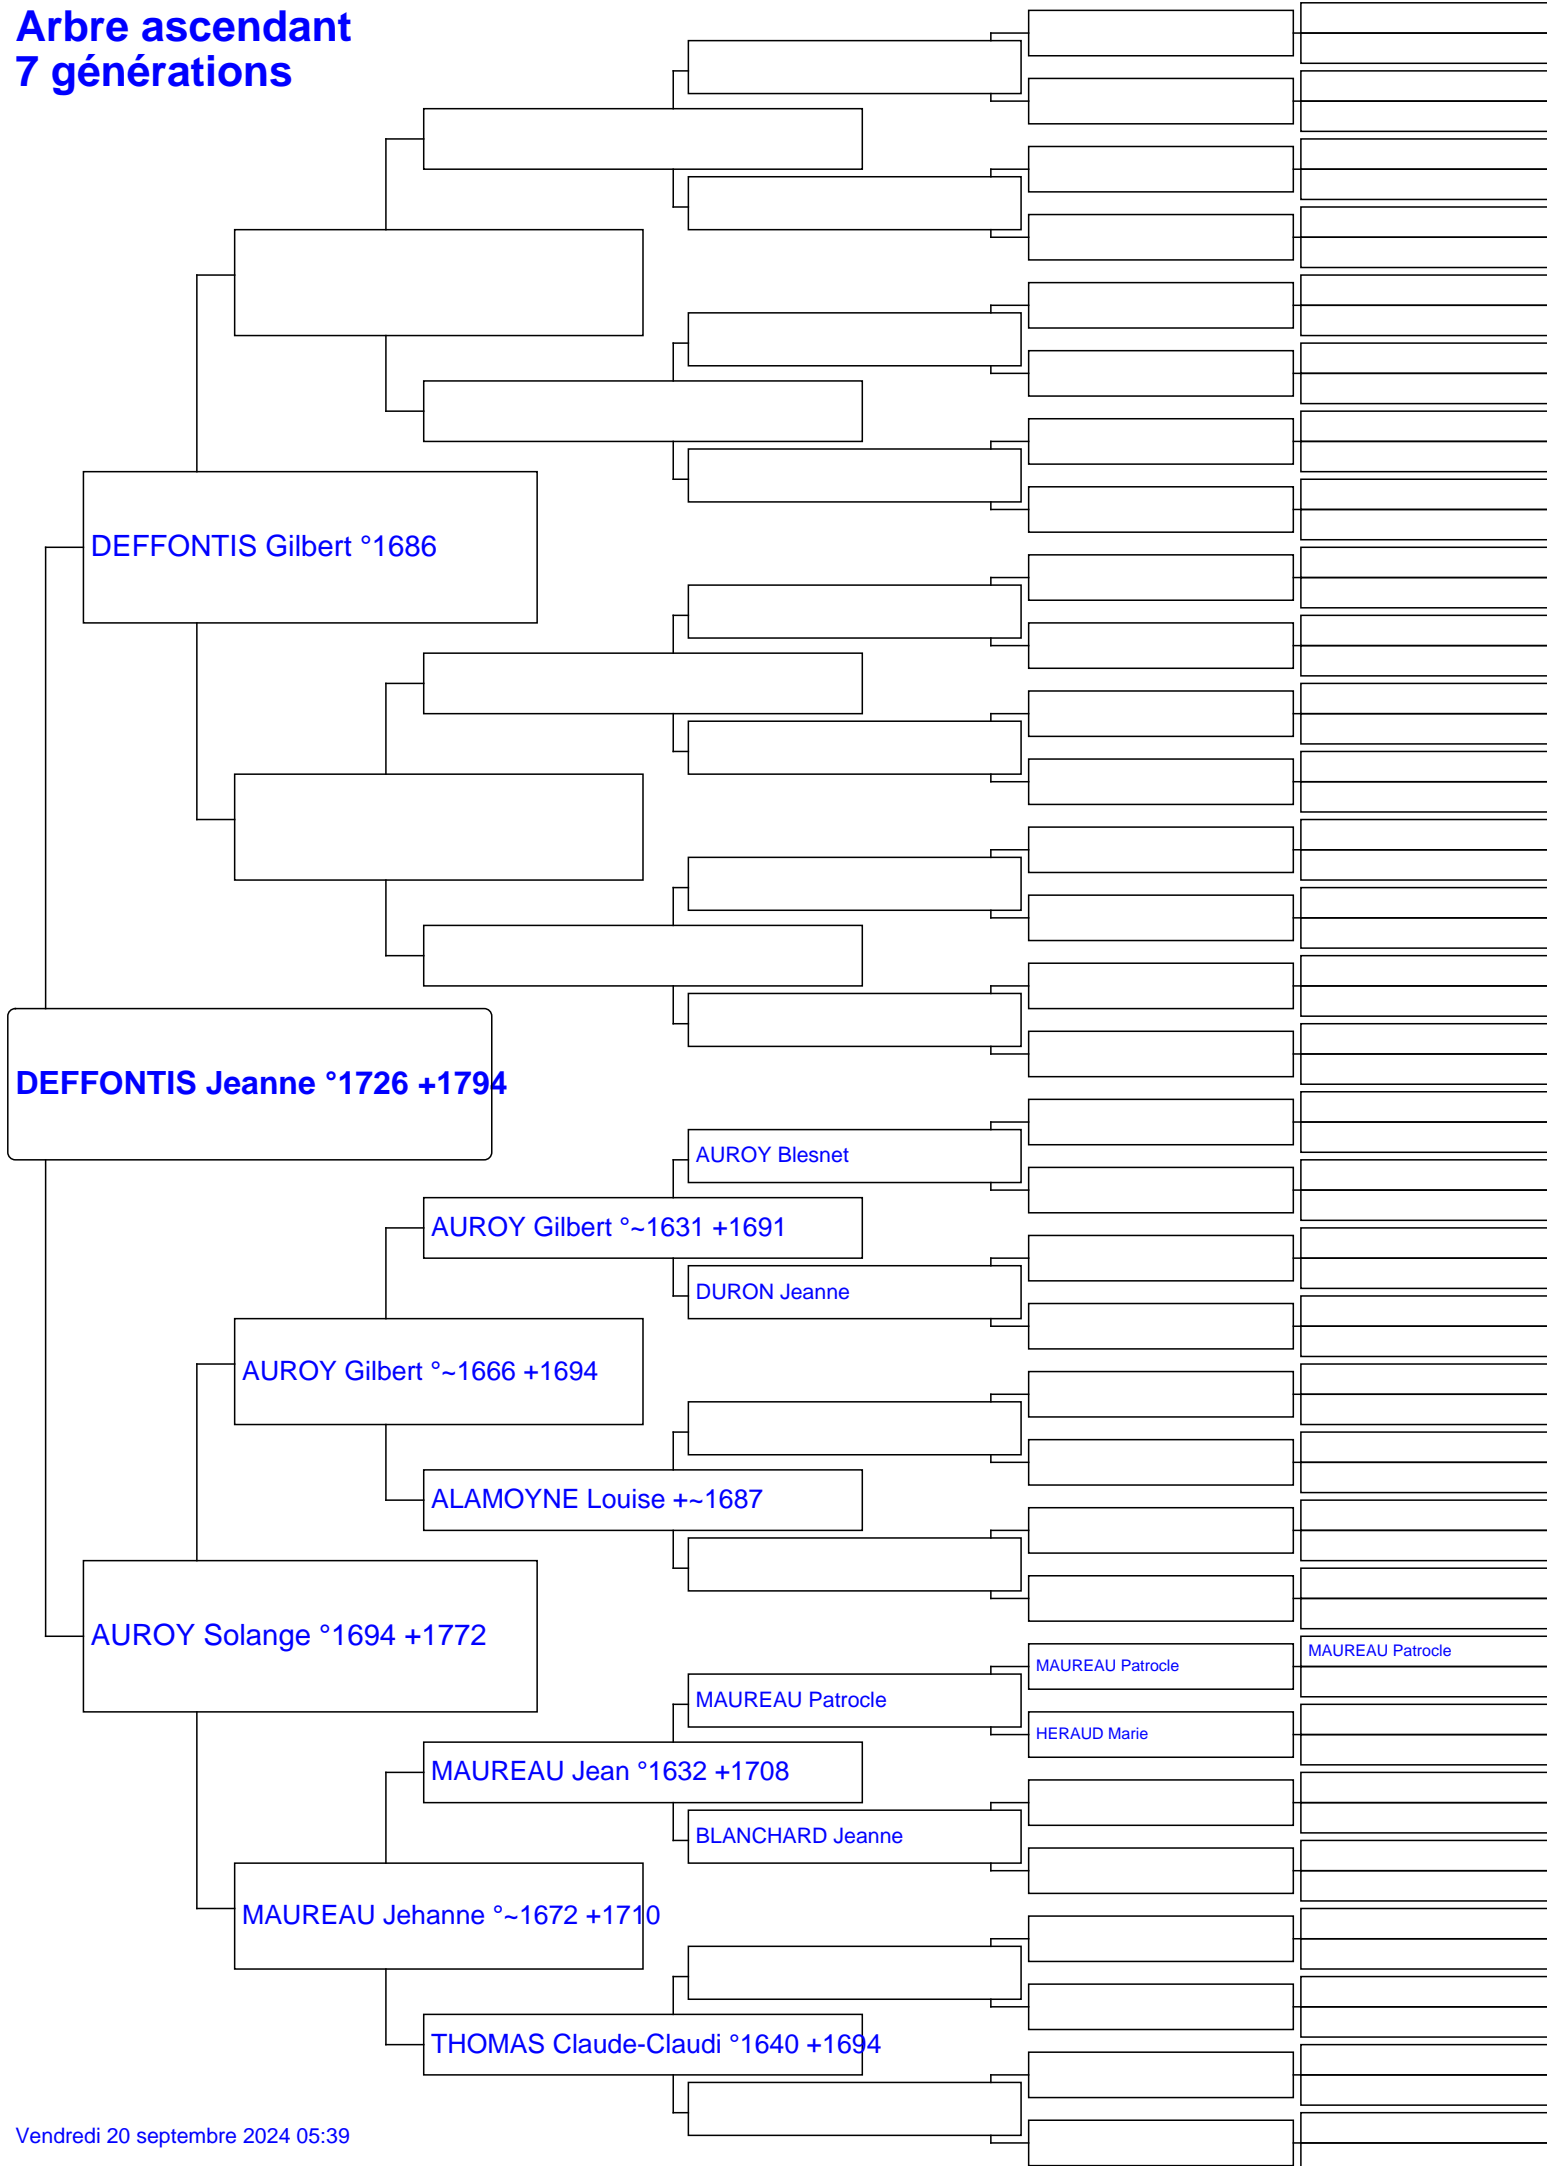 Arbre ascendant
7 générations
DEFFONTIS Gilbert °1686
DEFFONTIS Jeanne °1726 +1794
AUROY Blesnet
AUROY Gilbert °~1631 +1691
DURON Jeanne
AUROY Gilbert °~1666 +1694
ALAMOYNE Louise +~1687
AUROY Solange °1694 +1772
MAUREAU Patrocle
MAUREAU Patrocle
MAUREAU Patrocle
HERAUD Marie
MAUREAU Jean °1632 +1708
BLANCHARD Jeanne
MAUREAU Jehanne °~1672 +1710
THOMAS Claude-Claudi °1640 +1694
Vendredi 20 septembre 2024 05:39